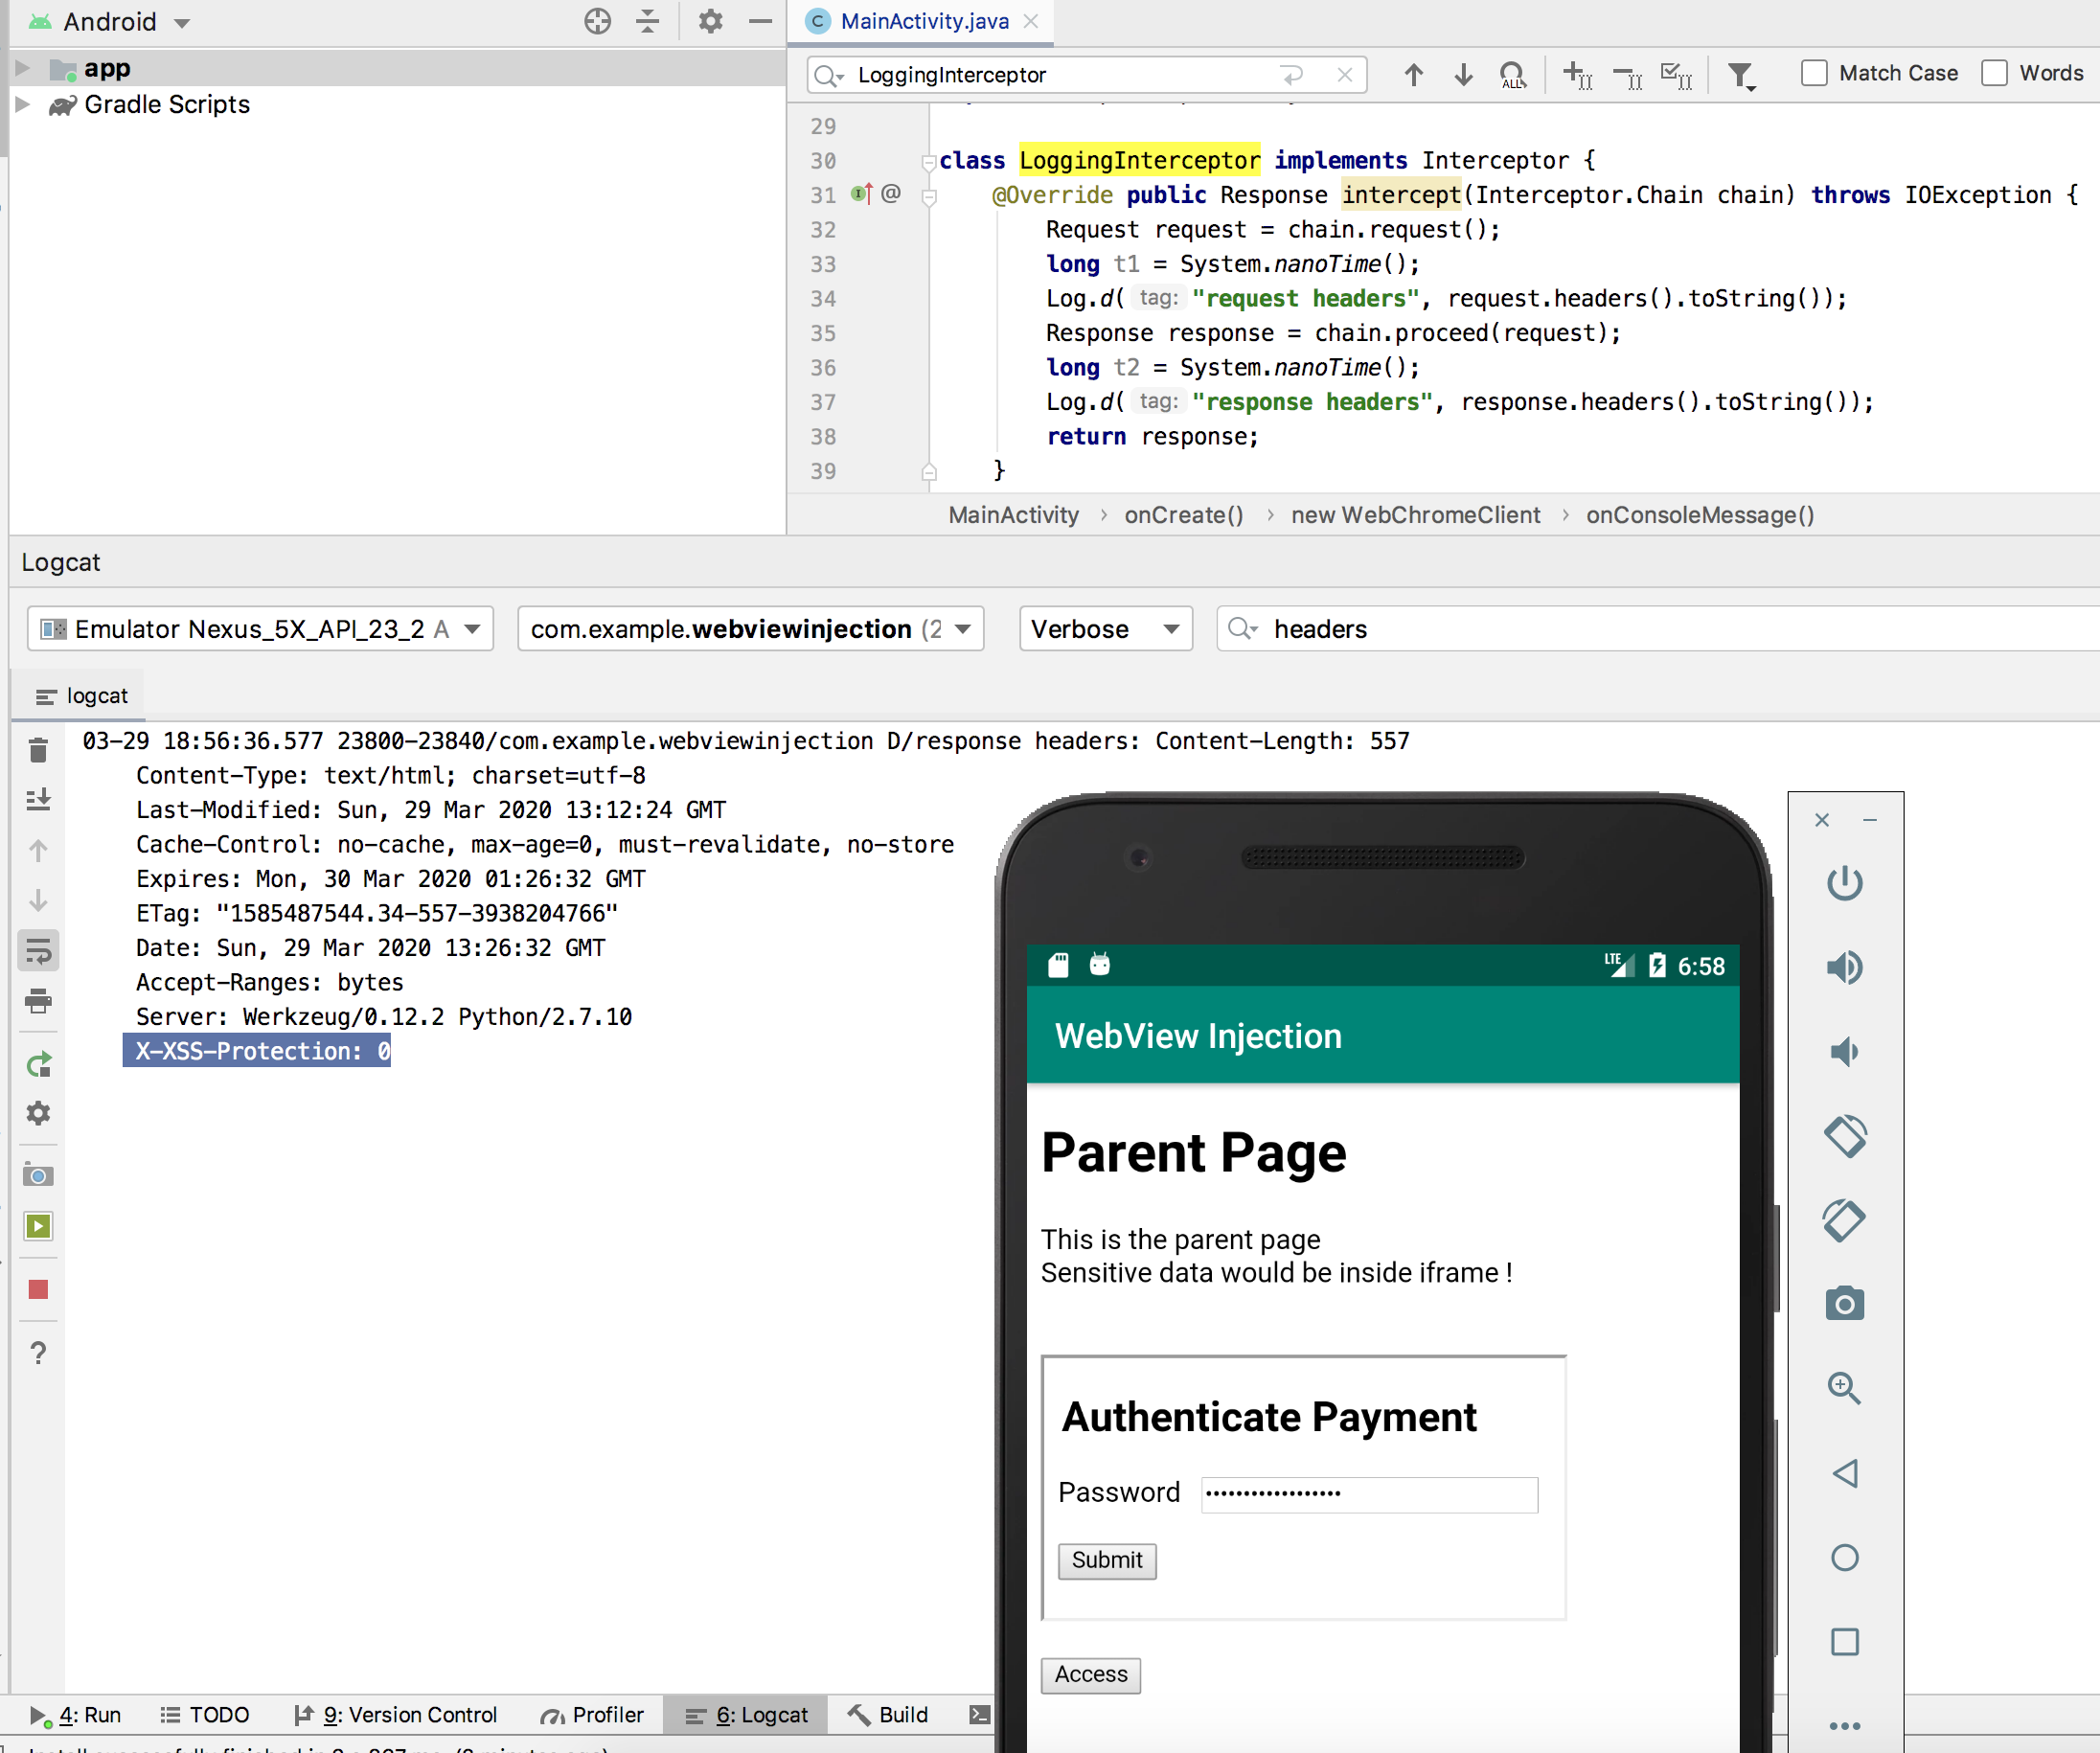 Android
MainActivity.java
app
Gradle Scripts
LoggingInterceptor
ALL
II
II
II
Match Case
Words
29
30 class LoggingInterceptor implements Interceptor {
31 @ @Override public Response intercept(Interceptor.Chain chain) throws IOException {
32 Request request = chain.request();
33 long t1 = System.nanoTime();
34 Log.d( tag: "request headers", request.headers().toString());
35 Response response = chain.proceed(request);
36 long t2 = System.nanoTime();
37 Log.d( tag: "response headers", response.headers().toString());
38 return response;
39 }
MainActivity › onCreate() › new WebChromeClient › onConsoleMessage()
Logcat
Emulator Nexus_5X_API_23_2 A
com.example.webviewinjection (2
Verbose
headers
logcat
03-29 18:56:36.577 23800-23840/com.example.webviewinjection D/response headers: Content-Length: 557
Content-Type: text/html; charset=utf-8
Last-Modified: Sun, 29 Mar 2020 13:12:24 GMT
Cache-Control: no-cache, max-age=0, must-revalidate, no-store
Expires: Mon, 30 Mar 2020 01:26:32 GMT
ETag: "1585487544.34-557-3938204766"
Date: Sun, 29 Mar 2020 13:26:32 GMT
Accept-Ranges: bytes
Server: Werkzeug/0.12.2 Python/2.7.10
X-XSS-Protection: 0
LTE 6:58
WebView Injection
Parent Page
This is the parent page
Sensitive data would be inside iframe !
Authenticate Payment
Password ••••••••••••••••••
Submit
Access
4: Run
TODO
9: Version Control
Profiler
6: Logcat
Build